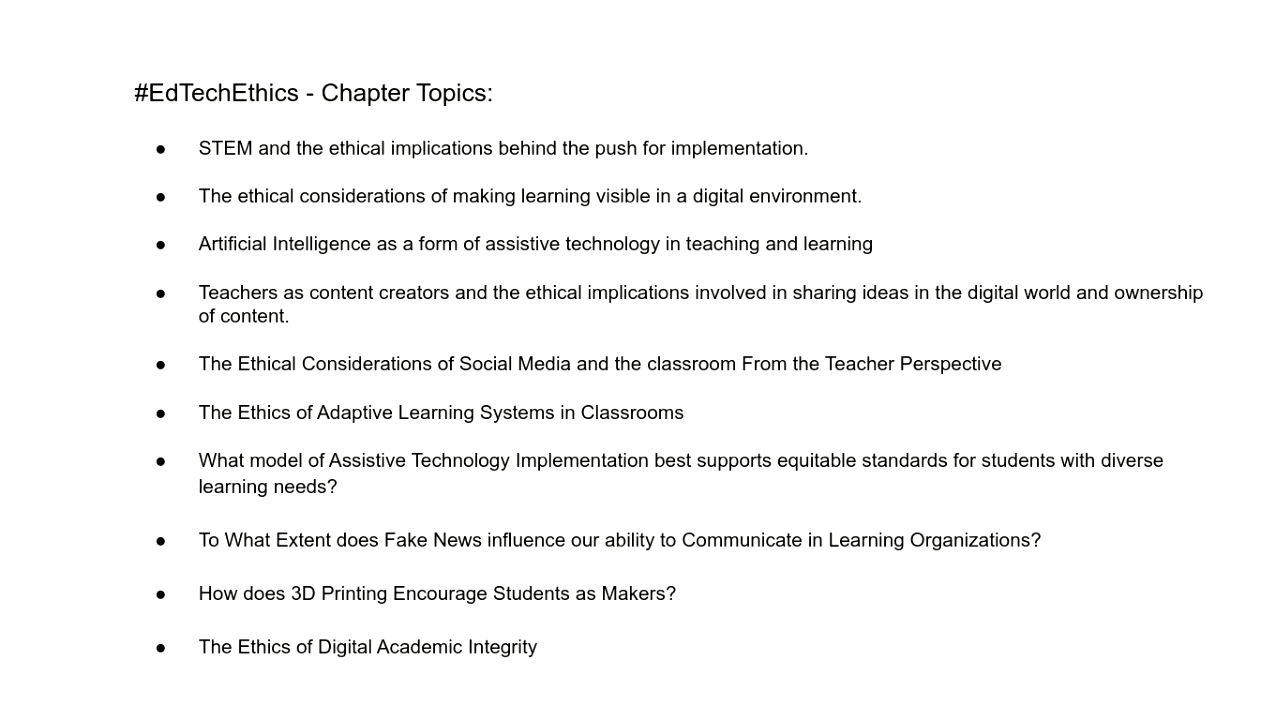 #EdTechEthics - Chapter Topics:
● STEM and the ethical implications behind the push for implementation.
● The ethical considerations of making learning visible in a digital environment.
● Artificial Intelligence as a form of assistive technology in teaching and learning
● Teachers as content creators and the ethical implications involved in sharing ideas in the digital world and ownership
of content.
● The Ethical Considerations of Social Media and the classroom From the Teacher Perspective
● The Ethics of Adaptive Learning Systems in Classrooms
● What model of Assistive Technology Implementation best supports equitable standards for students with diverse
learning needs?
● To What Extent does Fake News influence our ability to Communicate in Learning Organizations?
● How does 3D Printing Encourage Students as Makers?
● The Ethics of Digital Academic Integrity